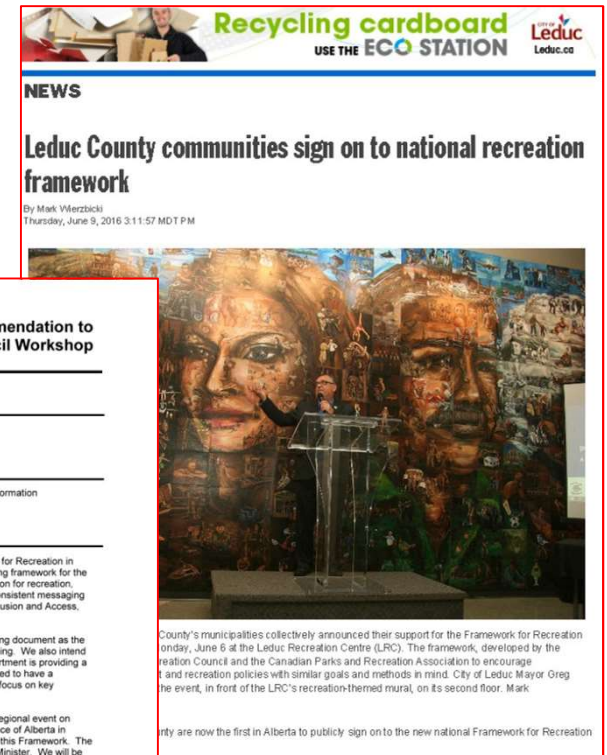 Recycling cardboard
USE THE ECO STATION
CITY OF
Leduc
Leduc.ca
NEWS
Leduc County communities sign on to national recreation
framework
By Mark Wierzbicki
Thursday, June 9, 2016 3:11:57 MDT PM
mendation to
cil Workshop
ormation
for Recreation in
ng framework for the
on for recreation,
nsistent messaging
usion and Access,
ng document as the
ing. We also intend
rtment is providing a
ed to have a
focus on key
egional event on
ce of Alberta in
this Framework. The
Minister. We will be
County's municipalities collectively announced their support for the Framework for Recreation
onday, June 6 at the Leduc Recreation Centre (LRC). The framework, developed by the
reation Council and the Canadian Parks and Recreation Association to encourage
t and recreation policies with similar goals and methods in mind. City of Leduc Mayor Greg
the event, in front of the LRC's recreation-themed mural, on its second floor. Mark
nty are now the first in Alberta to publicly sign on to the new national Framework for Recreation